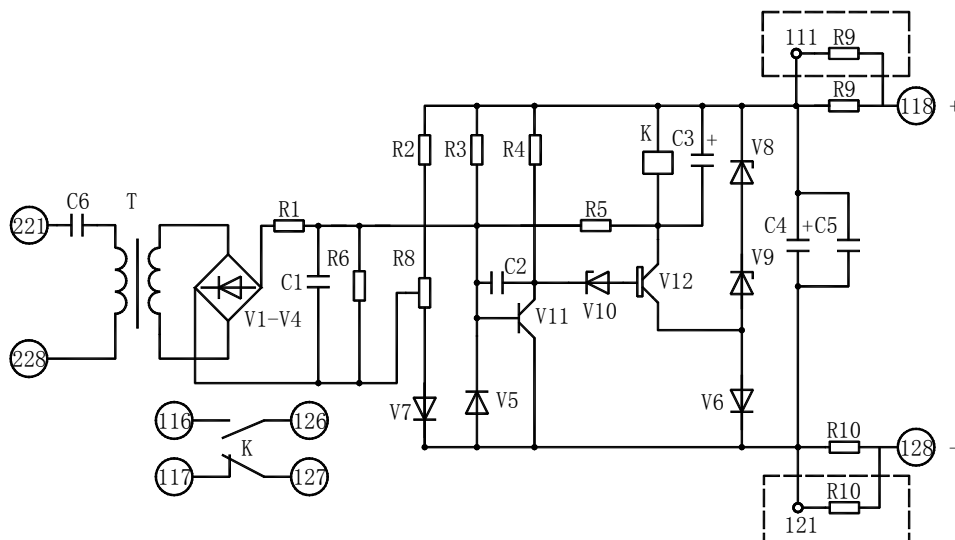 111 R9
R9 118 +
R2 R3 R4 K C3 + V8
C6 T
221 R1 R5
R6 R8 C2 C4 + C5
C1 V9
V1-V4 V11 V10 V12
228
V7 V5 V6
116 126
K
117 127
R10
128 -
R10
121